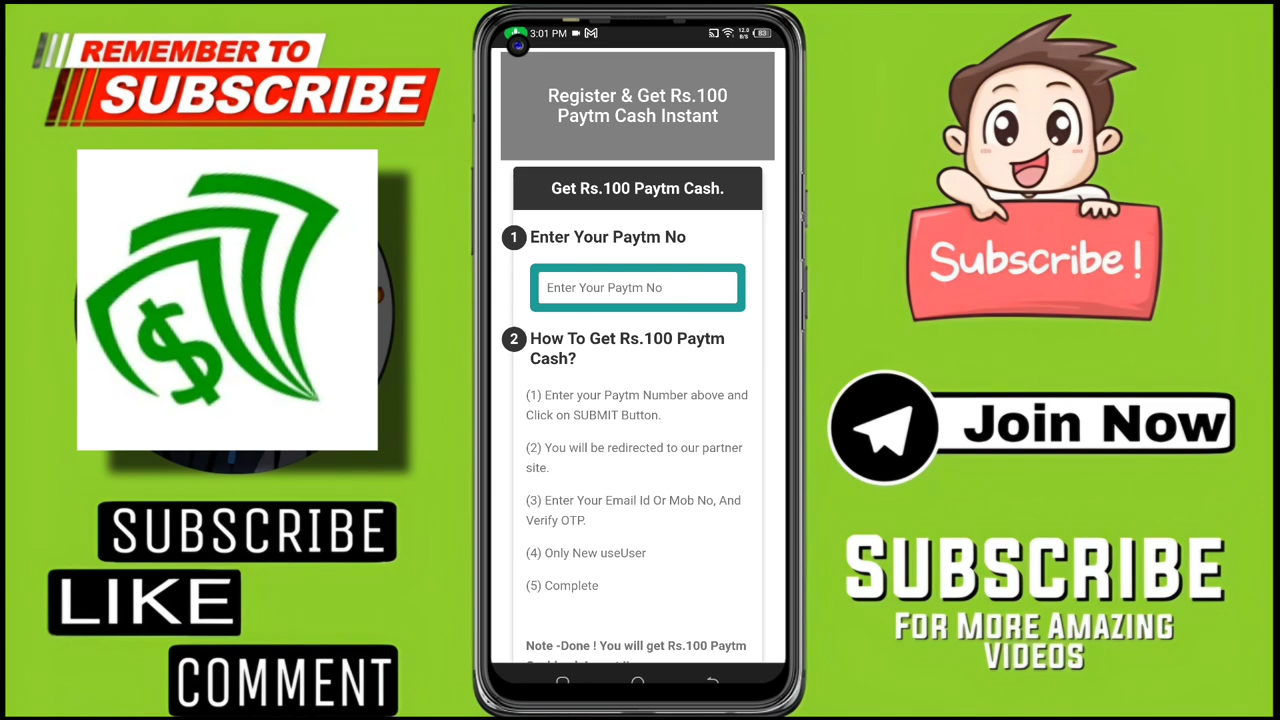 REMEMBER TO
SUBSCRIBE
$
SUBSCRIBE
LIKE
COMMENT
3:01 PM
12.0
B/S
83
Register & Get Rs.100
Paytm Cash Instant
Get Rs.100 Paytm Cash.
1 Enter Your Paytm No
Enter Your Paytm No
2 How To Get Rs.100 Paytm
Cash?
(1) Enter your Paytm Number above and
Click on SUBMIT Button.
(2) You will be redirected to our partner
site.
(3) Enter Your Email Id Or Mob No, And
Verify OTP.
(4) Only New useUser
(5) Complete
Note -Done ! You will get Rs.100 Paytm
Subscribe !
Join Now
SUBSCRIBE
FOR MORE AMAZING
VIDEOS